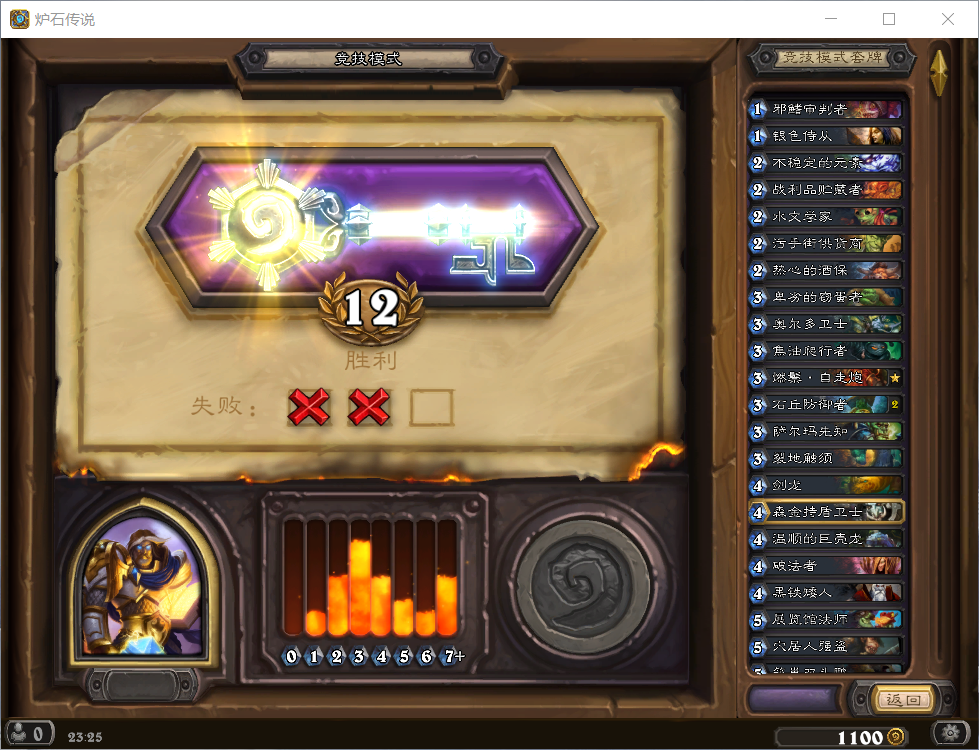 炉石传说
竞技模式
12
胜利
失败：
0 1 2 3 4 5 6 7+
竞技模式套牌
1 邪鳍审判者
1 银色侍从
2 不稳定的元素
2 战利品贮藏者
2 水文学家
2 污手街供货商
2 热心的酒保
3 卑劣的窃蛋者
3 奥尔多卫士
3 焦油爬行者
3 燃鬃·自走炮
3 石丘防御者 2
3 萨尔玛先知
3 裂地触须
4 剑龙
4 森金持盾卫士
4 温顺的巨壳龙
4 破法者
4 黑铁矮人
5 展览馆法师
5 穴居人强盗
返回
0
23:25
1100